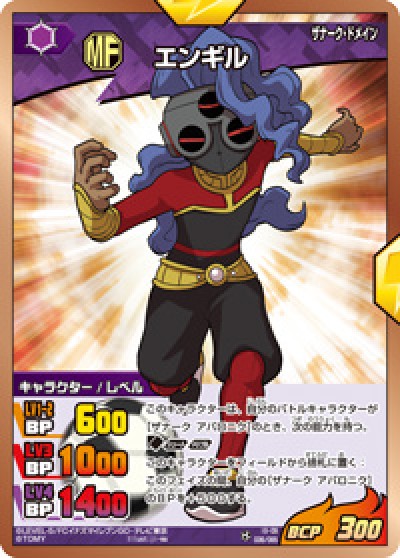 ザナーク・ドメイン
MF
エンギル
キャラクター / レベル
LV1-2
BP 600
LV3
BP 1000
LV4
BP 1400
このキャラクターは、自分のバトルキャラクターが
[ザナーク アバロニク]のとき、次の能力を持つ。
このキャラクターをフィールドから捨札に置く:
このフェイズの間、自分の[ザナーク アバロニク]
のBPを+500する。
©LEVEL-5/FCイナズマイレブンGO・テレビ東京
©TOMY
BCP 300